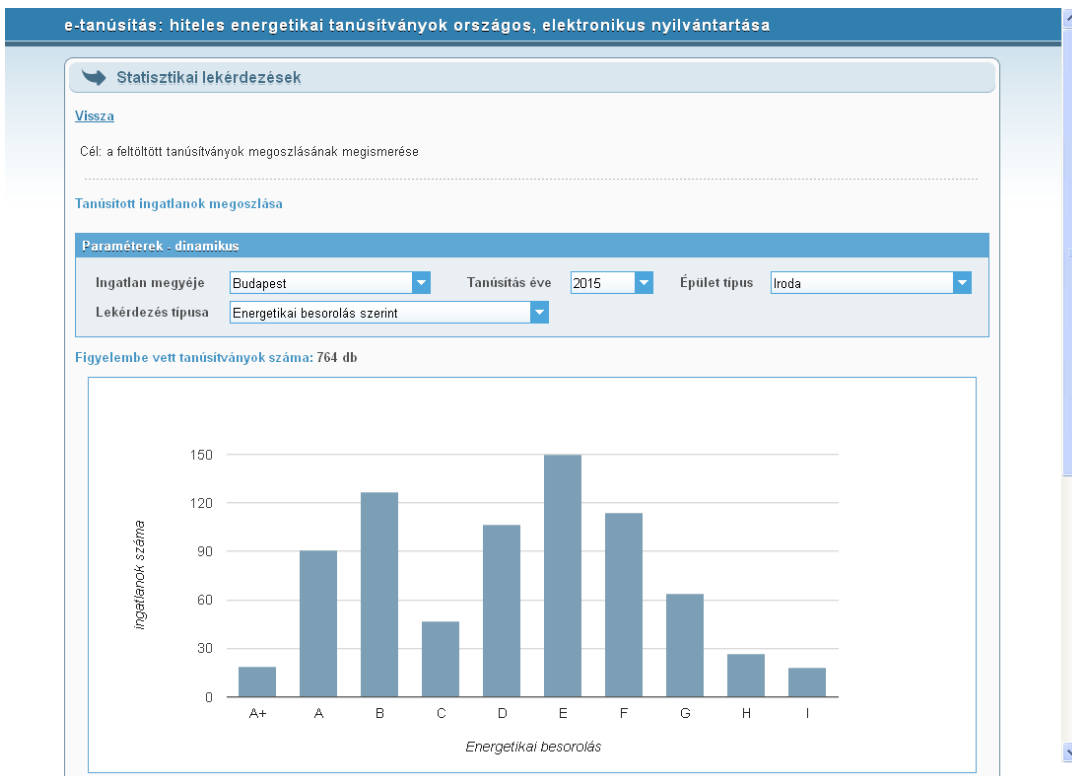 e-tanúsítás: hiteles energetikai tanúsítványok országos, elektronikus nyilvántartása
Statisztikai lekérdezések
Vissza
Cél: a feltöltött tanúsítványok megoszlásának megismerése
Tanúsított ingatlanok megoszlása
Paraméterek - dinamikus
Ingatlan megyéje Budapest Tanúsítás éve 2015 Épület típus Iroda
Lekérdezés típusa Energetikai besorolás szerint
Figyelembe vett tanúsítványok száma: 764 db
150
120
90
60
30
0
ingatlanok száma
A+ A B C D E F G H I
Energetikai besorolás